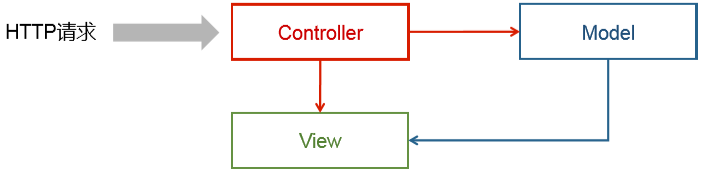 HTTP请求
Controller
Model
View